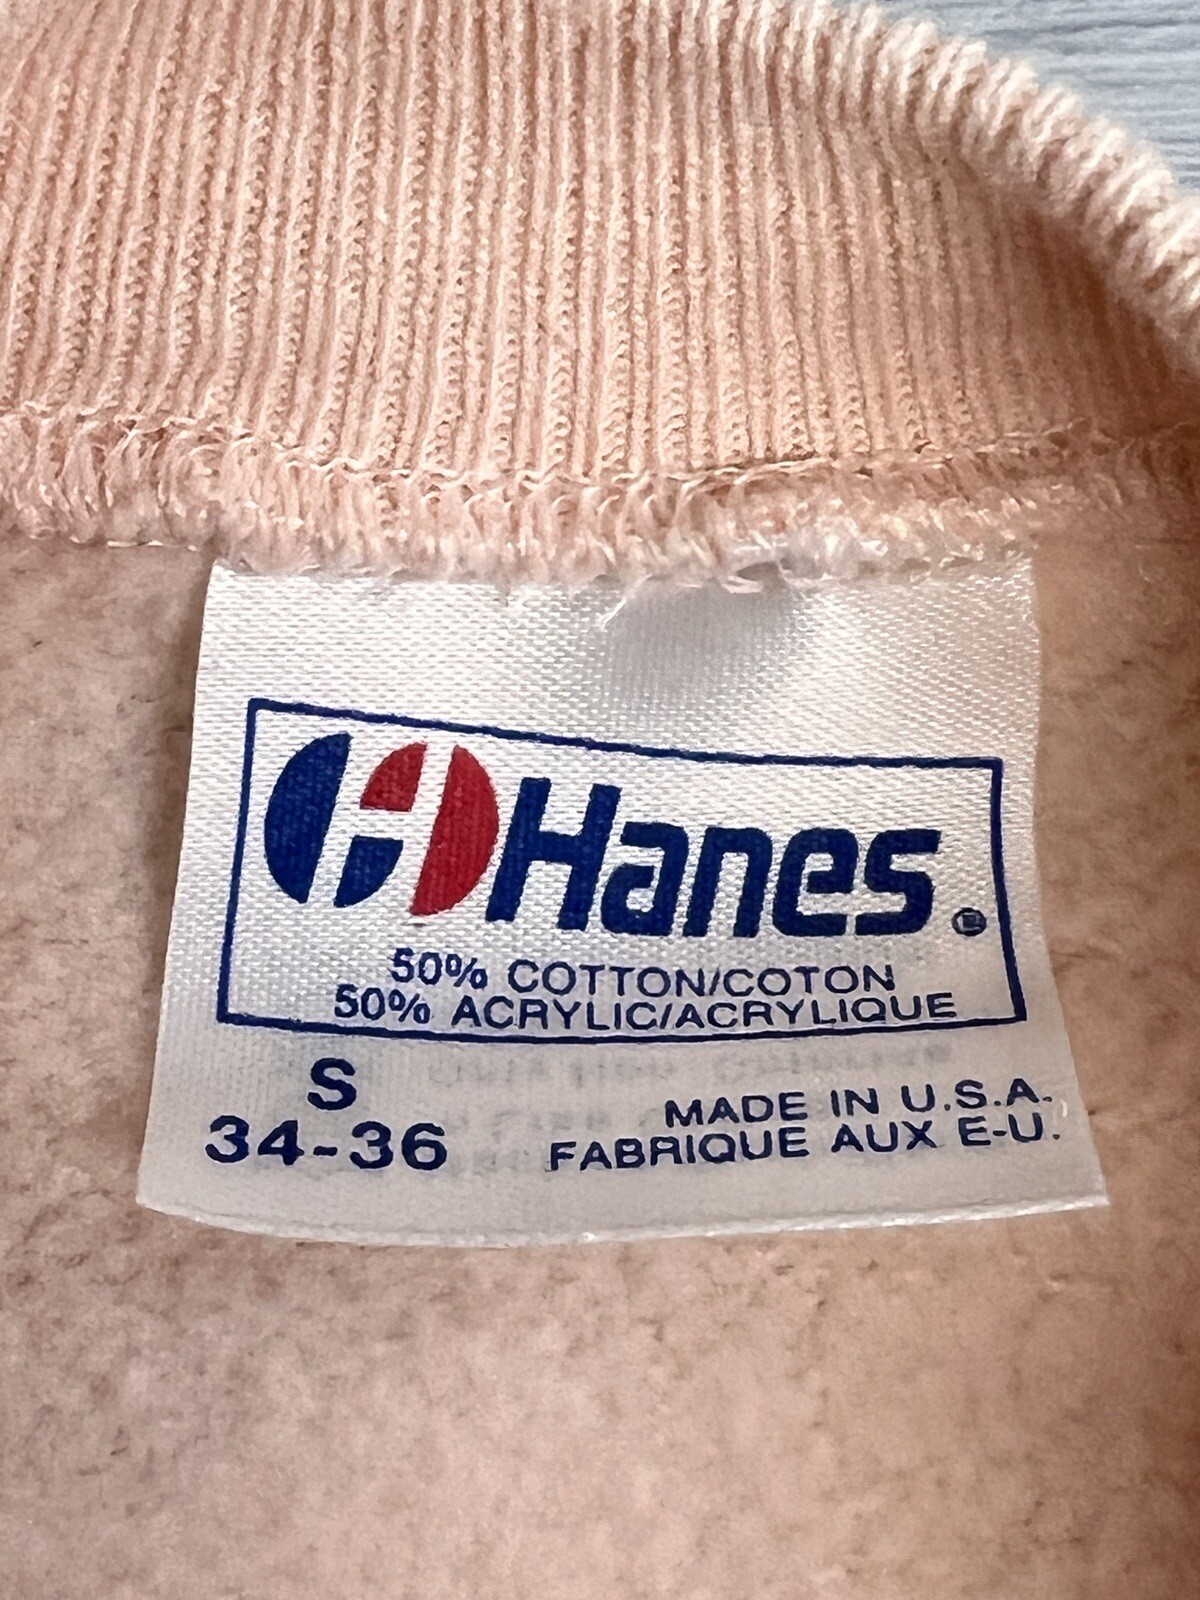 H Hanes ®
50% COTTON/COTON
50% ACRYLIC/ACRYLIQUE
S
34-36
MADE IN U.S.A.
FABRIQUE AUX E-U.